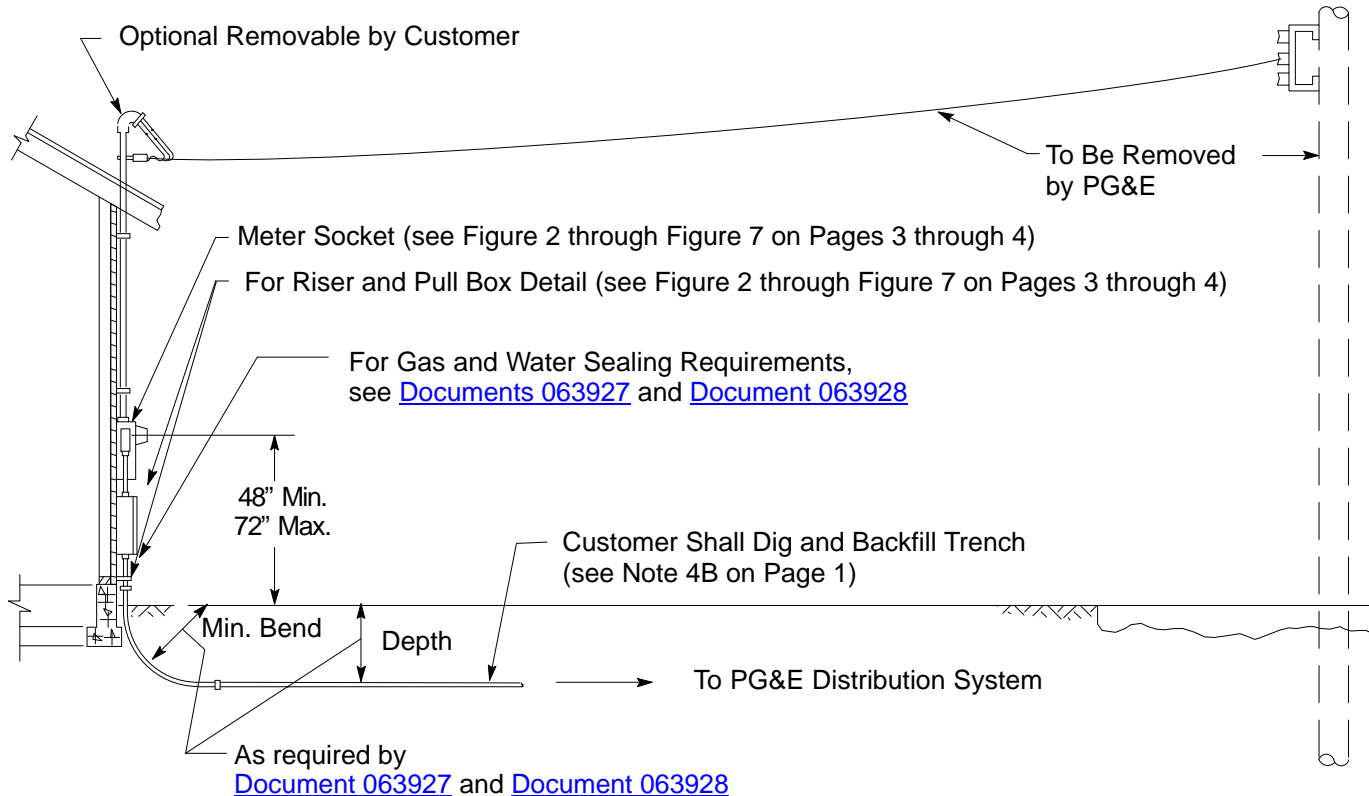 Optional Removable by Customer
To Be Removed
by PG&E
Meter Socket (see Figure 2 through Figure 7 on Pages 3 through 4)
For Riser and Pull Box Detail (see Figure 2 through Figure 7 on Pages 3 through 4)
For Gas and Water Sealing Requirements,
see Documents 063927 and Document 063928
48” Min.
72” Max.
Customer Shall Dig and Backfill Trench
(see Note 4B on Page 1)
Min. Bend
Depth
To PG&E Distribution System
As required by
Document 063927 and Document 063928